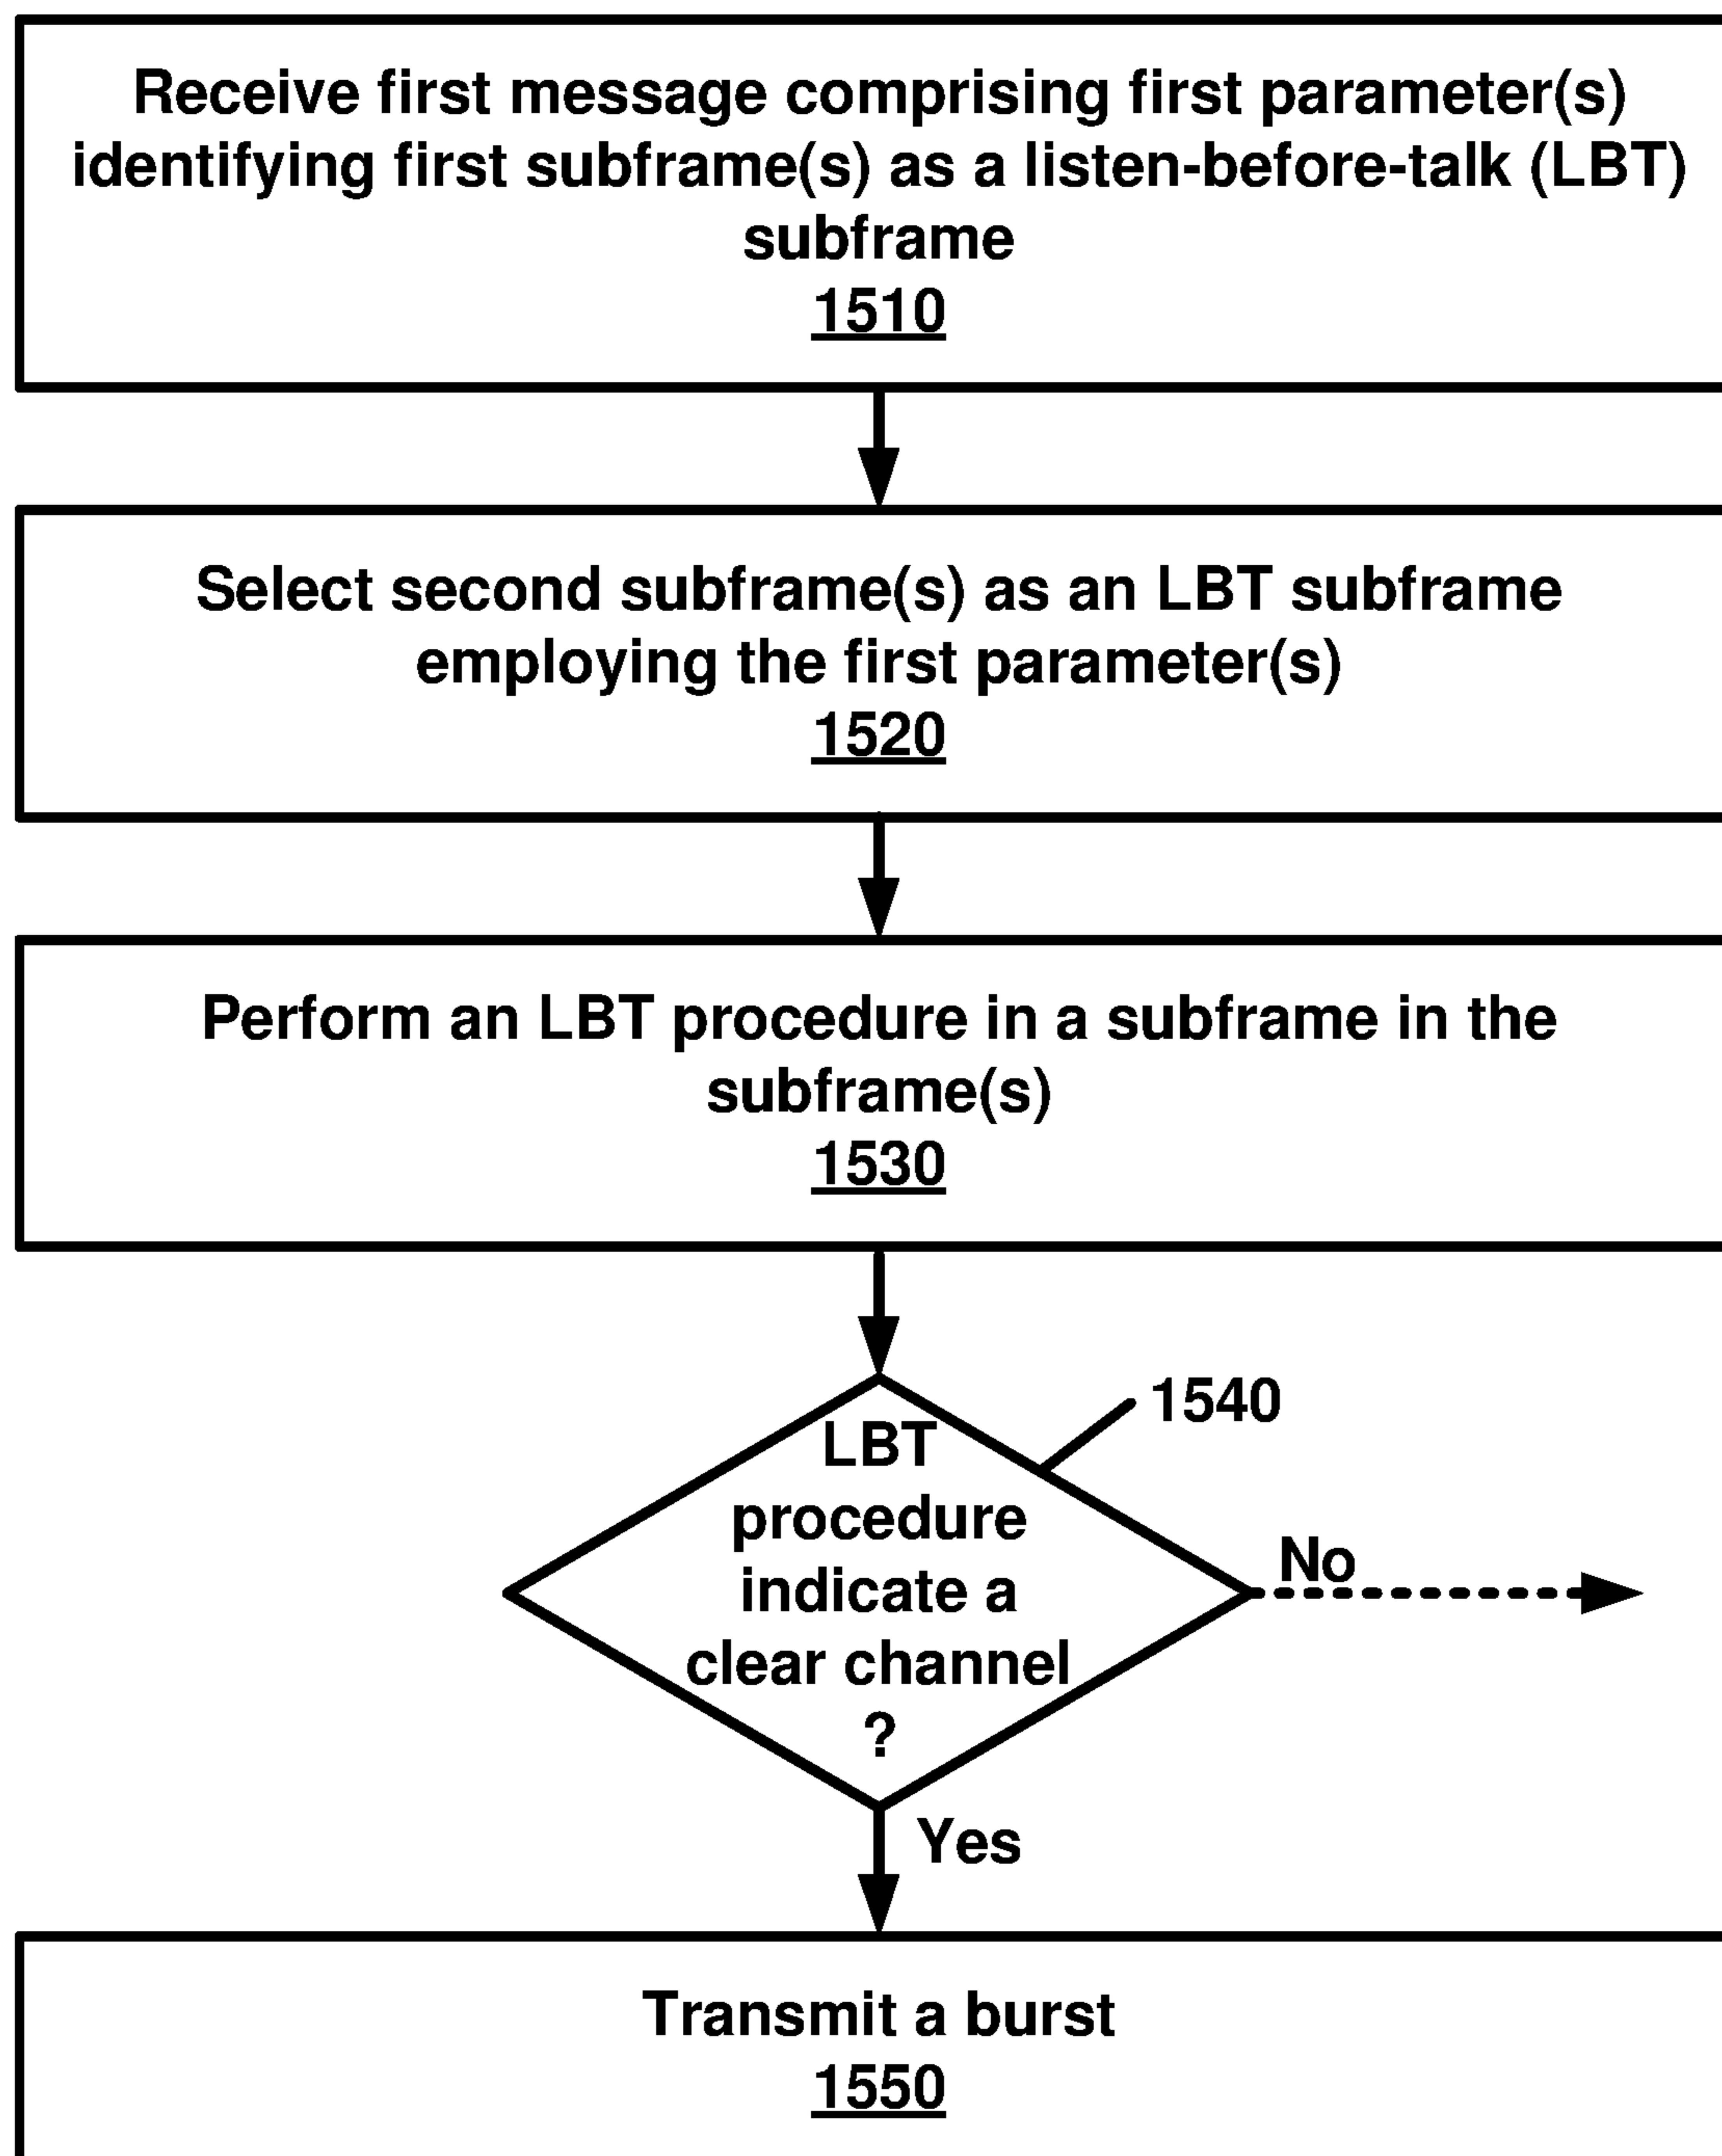 Receive first message comprising first parameter(s)
identifying first subframe(s) as a listen-before-talk (LBT)
subframe
1510
Select second subframe(s) as an LBT subframe
employing the first parameter(s)
1520
Perform an LBT procedure in a subframe in the
subframe(s)
1530
1540
LBT
procedure
indicate a
clear channel
?
No
Yes
Transmit a burst
1550